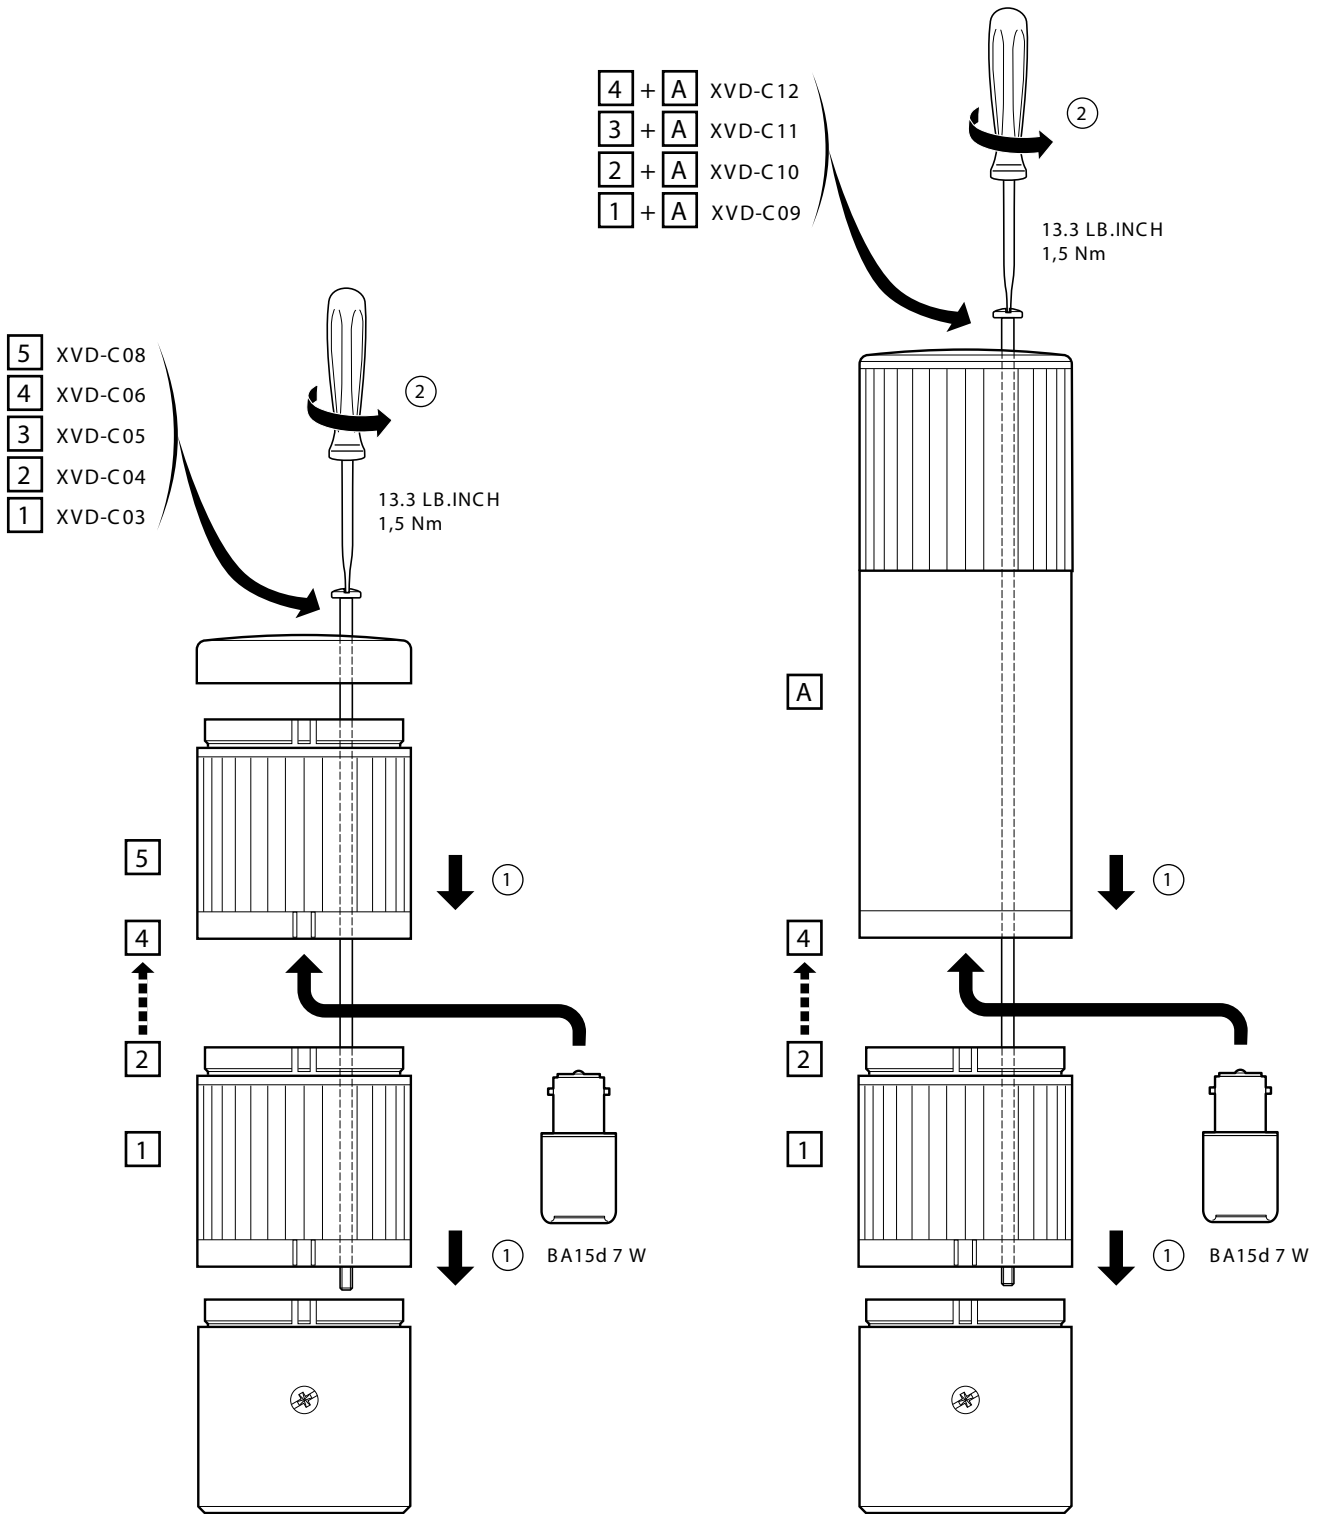 4 + A XVD-C12
3 + A XVD-C11
2 + A XVD-C10
1 + A XVD-C09
2
13.3 LB.INCH
1,5 Nm
5 XVD-C08
4 XVD-C06
3 XVD-C05
2 XVD-C04
1 XVD-C03
2
13.3 LB.INCH
1,5 Nm
5
1
4
2
1
1
BA15d 7 W
A
1
4
2
1
1
BA15d 7 W